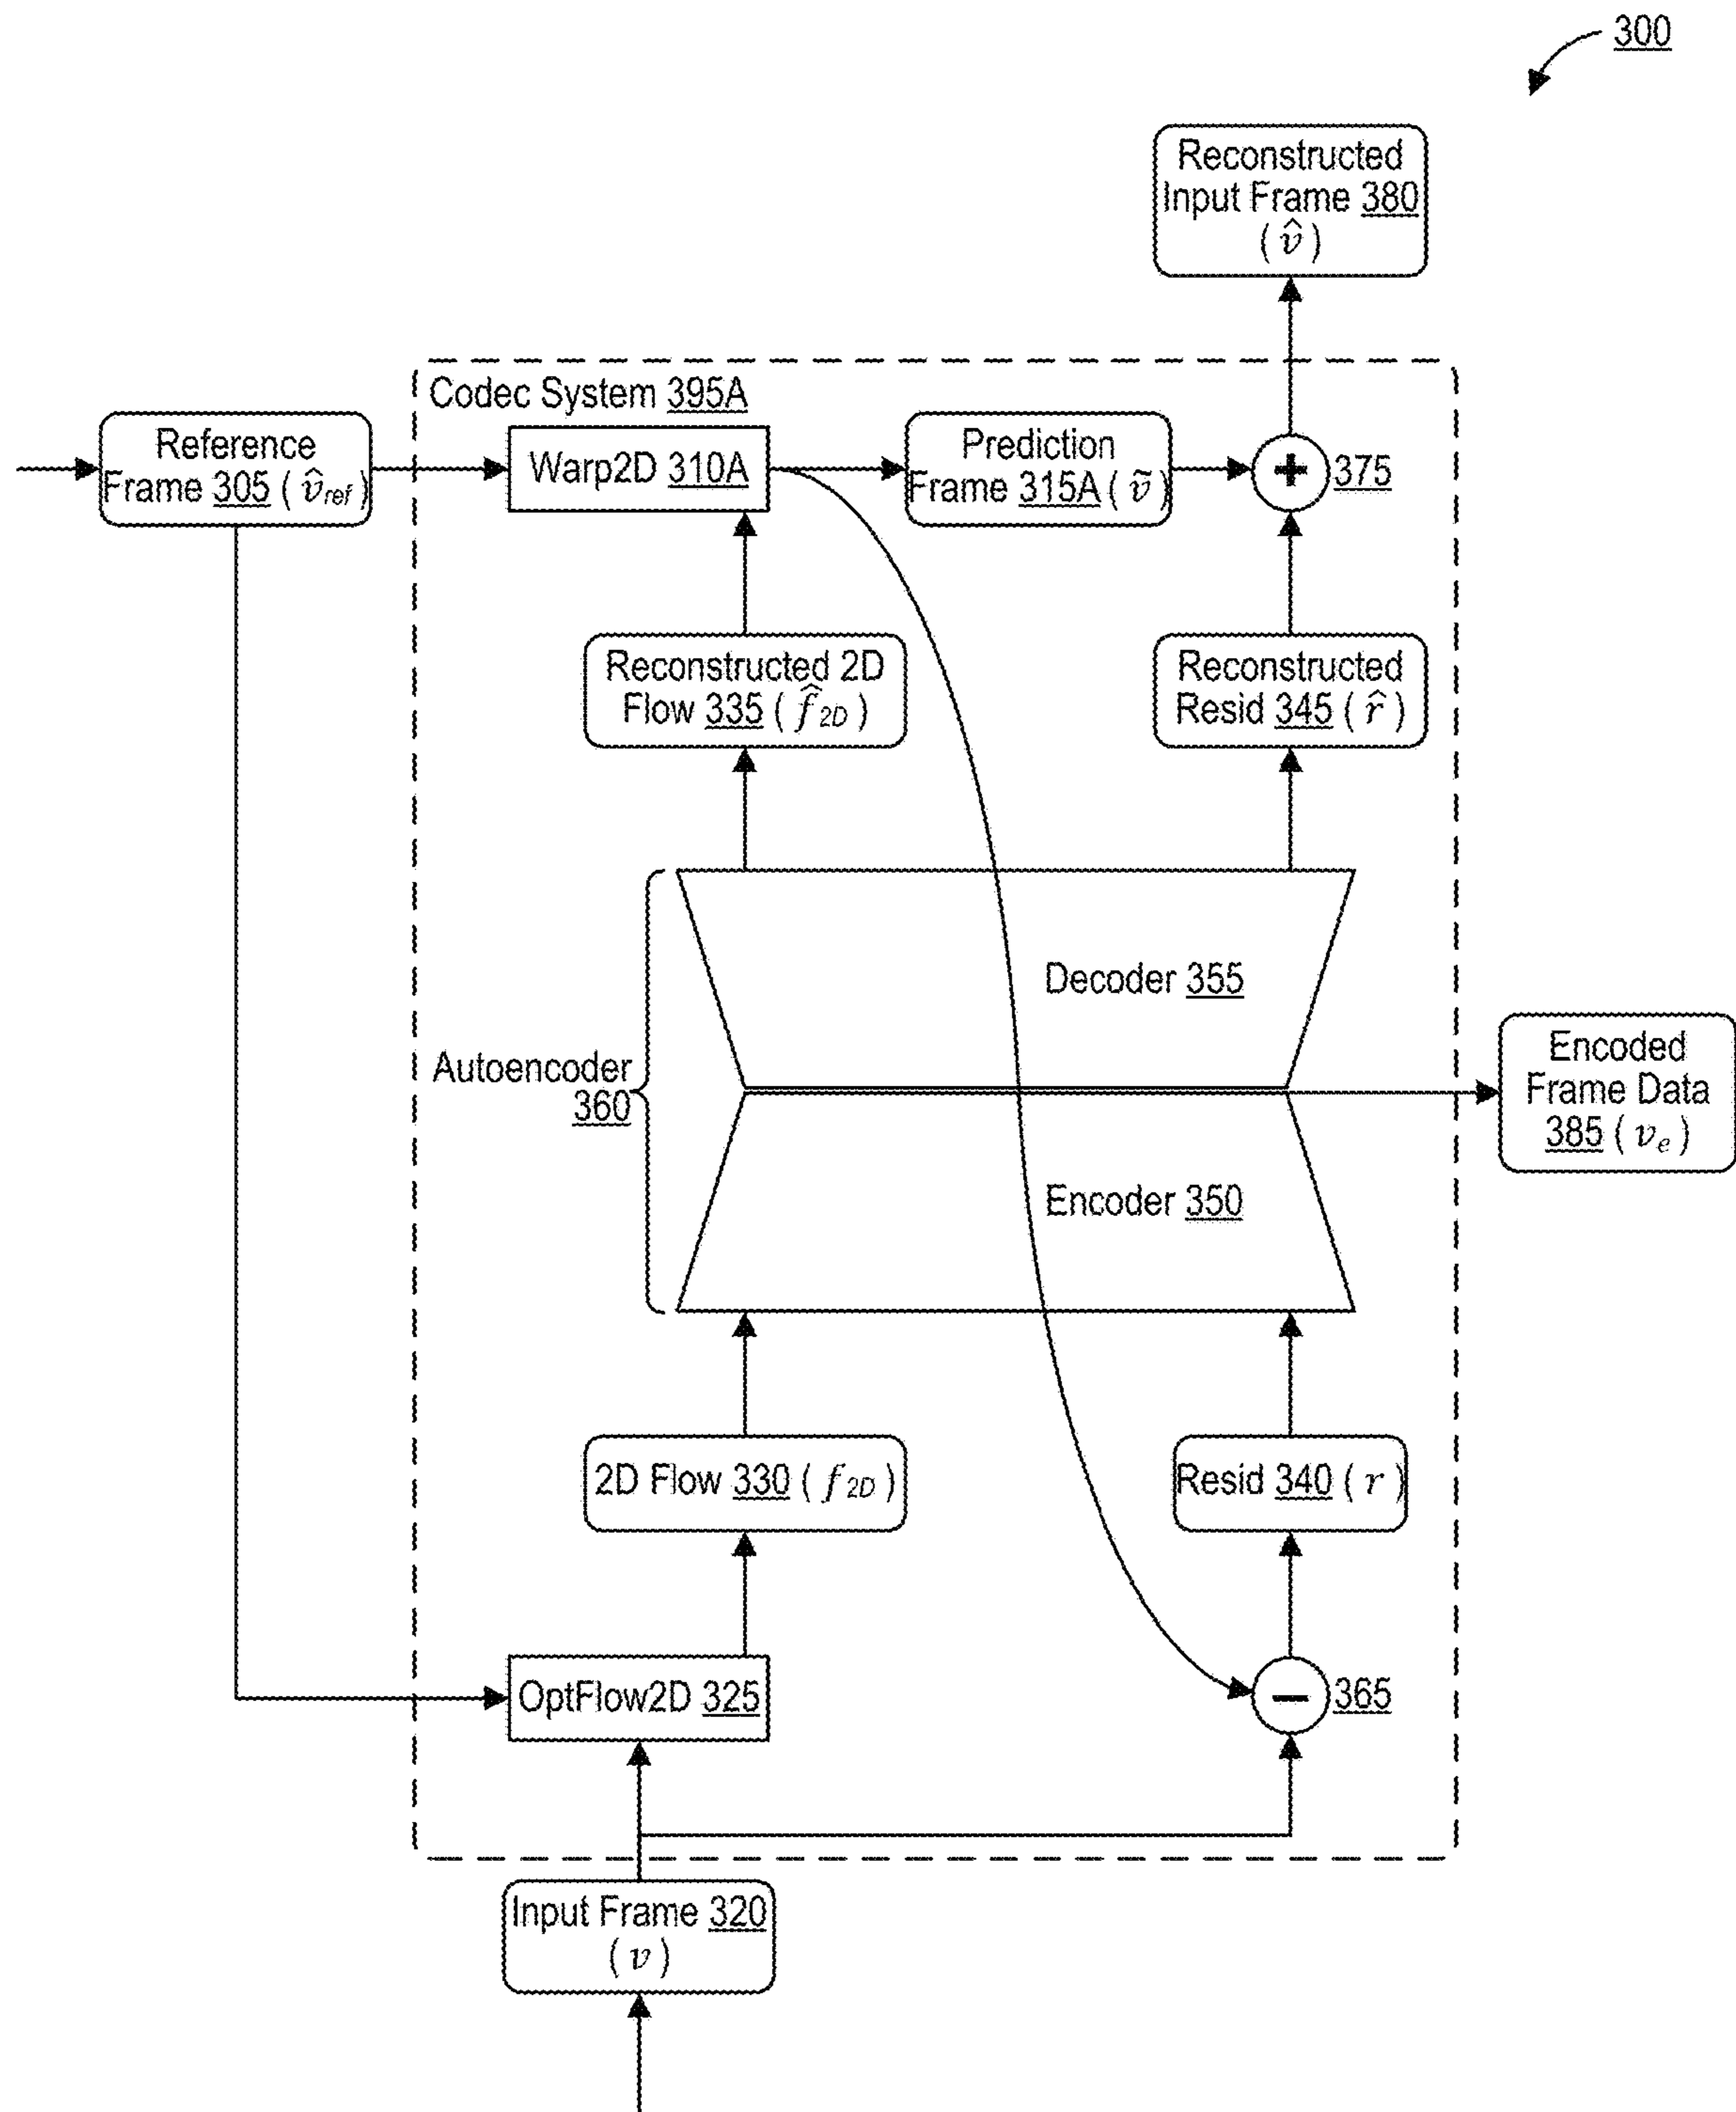 300
Reconstructed
Input Frame 380
( v̂ )
Codec System 395A
Reference
Frame 305 ( v̂ref )
Warp2D 310A
Prediction
Frame 315A ( ṽ )
+
375
Reconstructed 2D
Flow 335 ( f̂2D )
Reconstructed
Resid 345 ( r̂ )
Decoder 355
Autoencoder
360
Encoded
Frame Data
385 ( ve )
Encoder 350
2D Flow 330 ( f2D )
Resid 340 ( r )
OptFlow2D 325
−
365
Input Frame 320
( v )